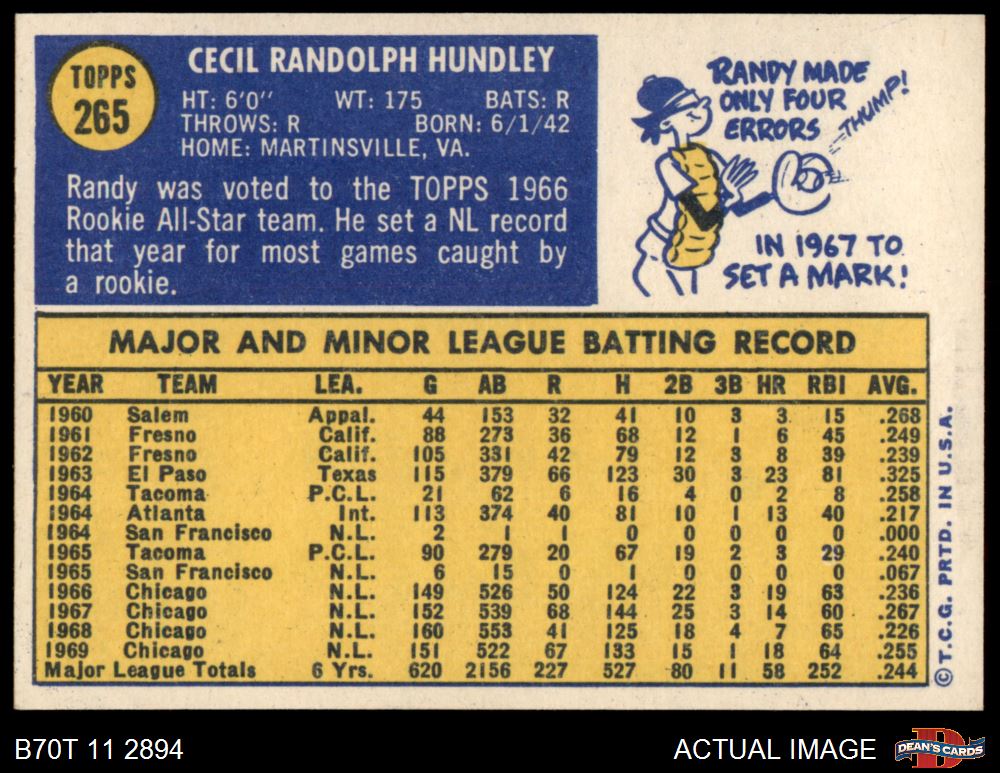 TOPPS
265
CECIL RANDOLPH HUNDLEY
HT: 6'0" WT: 175 BATS: R
THROWS: R BORN: 6/1/42
HOME: MARTINSVILLE, VA.
Randy was voted to the TOPPS 1966
Rookie All-Star team. He set a NL record
that year for most games caught by
a rookie.
RANDY MADE
ONLY FOUR
ERRORS
THUMP!
IN 1967 TO
SET A MARK!
MAJOR AND MINOR LEAGUE BATTING RECORD
YEAR TEAM LEA. G AB R H 2B 3B HR RBI AVG.
1960 Salem Appal. 44 153 32 41 10 3 3 15 .268
1961 Fresno Calif. 88 273 36 68 12 1 6 45 .249
1962 Fresno Calif. 105 331 42 79 12 3 8 39 .239
1963 El Paso Texas 115 379 66 123 30 3 23 81 .325
1964 Tacoma P.C.L. 21 62 6 16 4 0 2 8 .258
1964 Atlanta Int. 113 374 40 81 10 1 13 40 .217
1964 San Francisco N.L. 2 1 1 0 0 0 0 0 .000
1965 Tacoma P.C.L. 90 279 20 67 19 2 3 29 .240
1965 San Francisco N.L. 6 15 0 1 0 0 0 0 .067
1966 Chicago N.L. 149 526 50 124 22 3 19 63 .236
1967 Chicago N.L. 152 539 68 144 25 3 14 60 .267
1968 Chicago N.L. 160 553 41 125 18 4 7 65 .226
1969 Chicago N.L. 151 522 67 133 15 1 18 64 .255
Major League Totals 6 Yrs. 620 2156 227 527 80 11 58 252 .244
© T.C.G. PRTD. IN U.S.A.
B70T 11 2894
ACTUAL IMAGE
D
DEAN'S CARDS